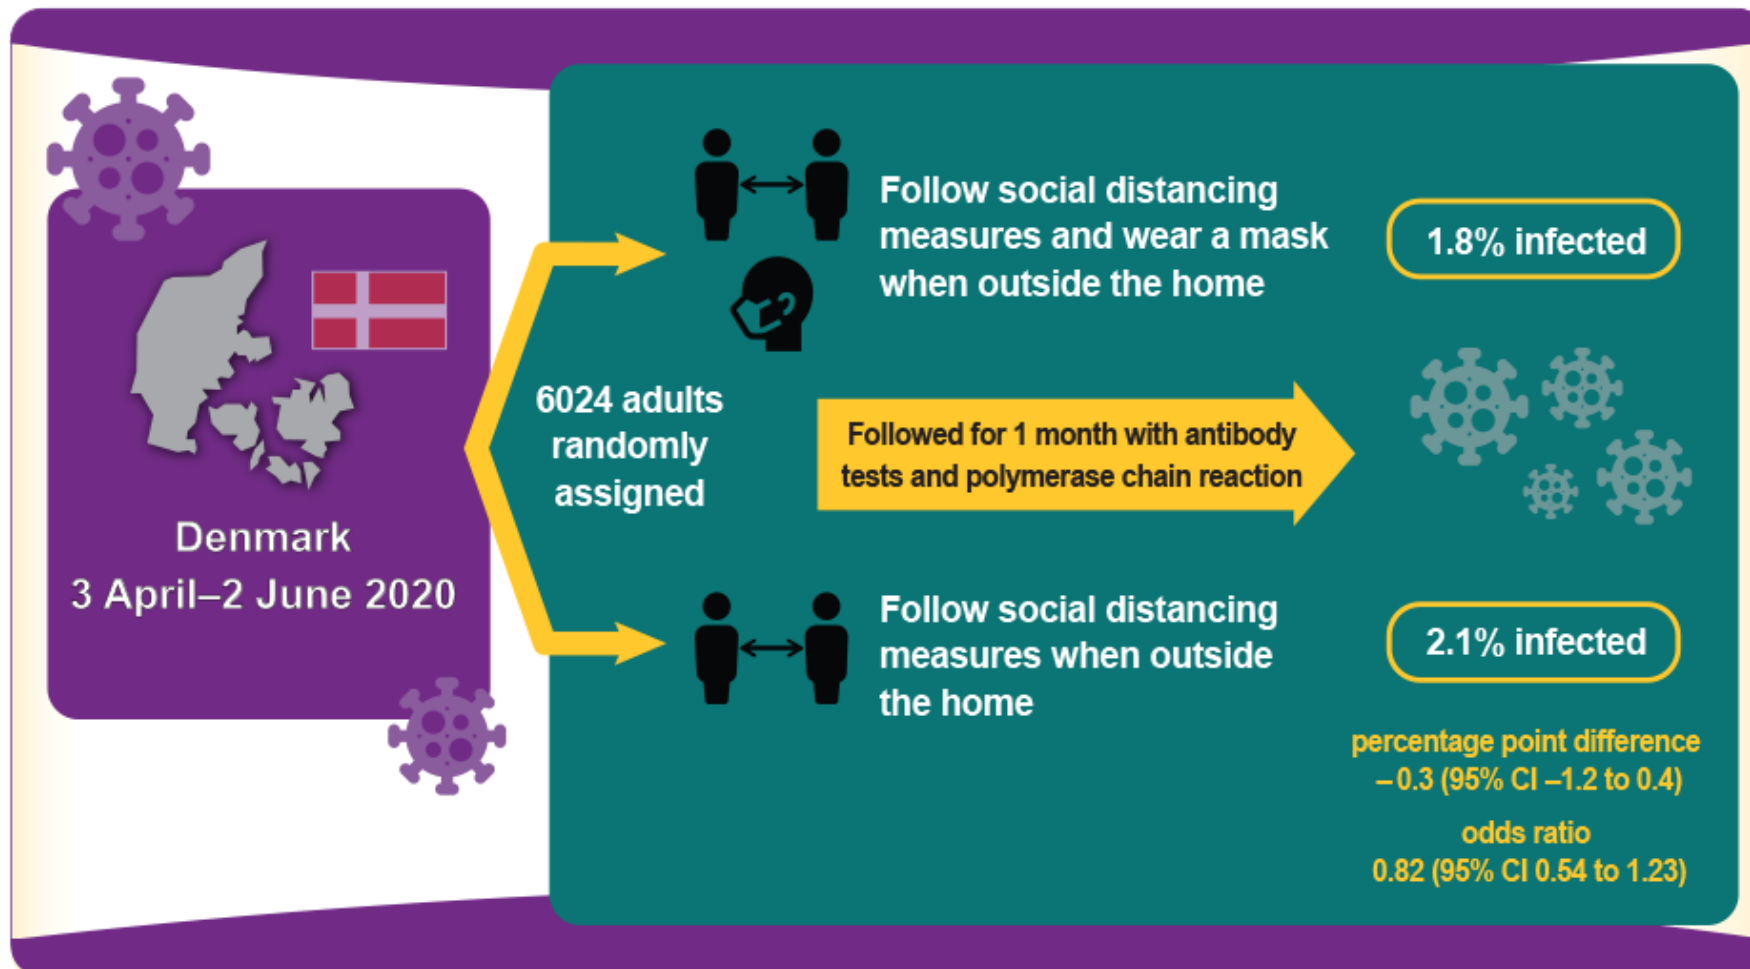 Denmark
3 April–2 June 2020
6024 adults
randomly
assigned
Follow social distancing
measures and wear a mask
when outside the home
1.8% infected
Followed for 1 month with antibody
tests and polymerase chain reaction
Follow social distancing
measures when outside
the home
2.1% infected
percentage point difference
–0.3 (95% CI –1.2 to 0.4)
odds ratio
0.82 (95% CI 0.54 to 1.23)